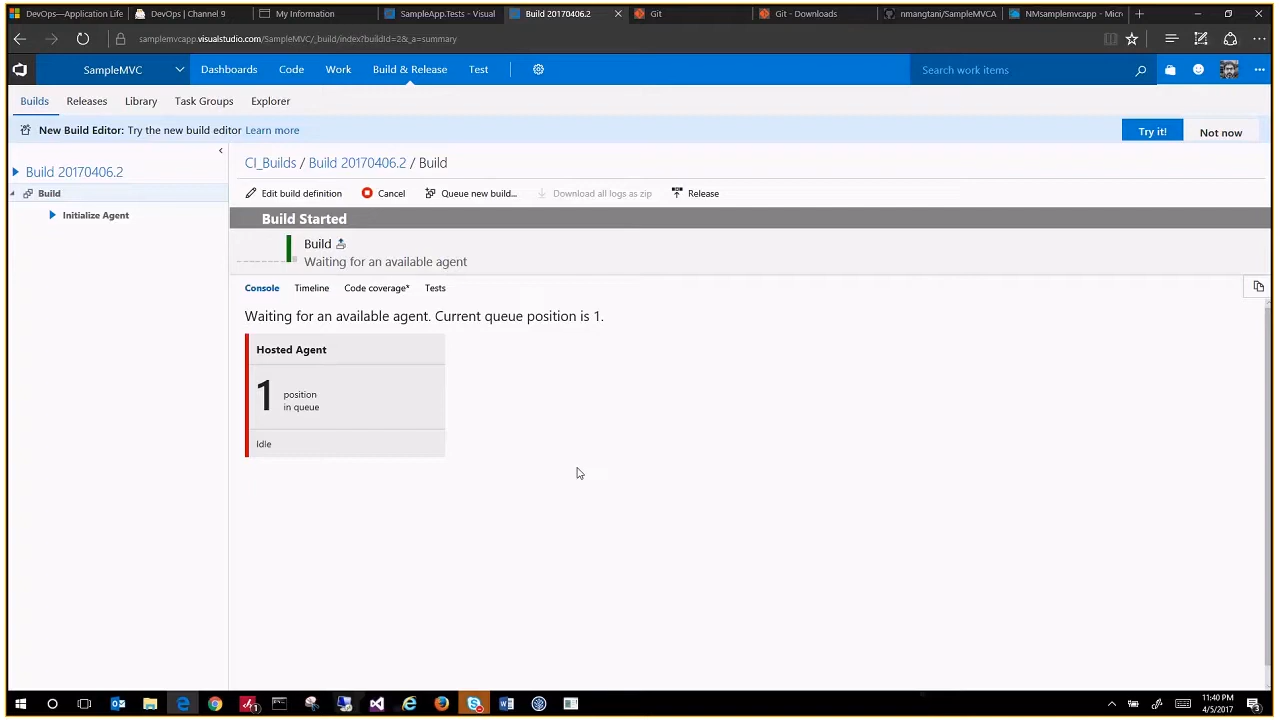 DevOps—Application Life
DevOps | Channel 9
My Information
SampleApp.Tests - Visual
Build 20170406.2
Git
Git - Downloads
nmangtani/SampleMVCA
NMsamplemvcapp - Micr
samplemvcapp.visualstudio.com/SampleMVC/_build/index?buildId=2&_a=summary
SampleMVC
Dashboards
Code
Work
Build & Release
Test
Search work items
Builds
Releases
Library
Task Groups
Explorer
New Build Editor: Try the new build editor Learn more
Try it!
Not now
Build 20170406.2
Build
Initialize Agent
CI_Builds / Build 20170406.2 / Build
Edit build definition
Cancel
Queue new build...
Download all logs as zip
Release
Build Started
Build
Waiting for an available agent
Console
Timeline
Code coverage*
Tests
Waiting for an available agent. Current queue position is 1.
Hosted Agent
1
position
in queue
Idle
11:40 PM
4/5/2017